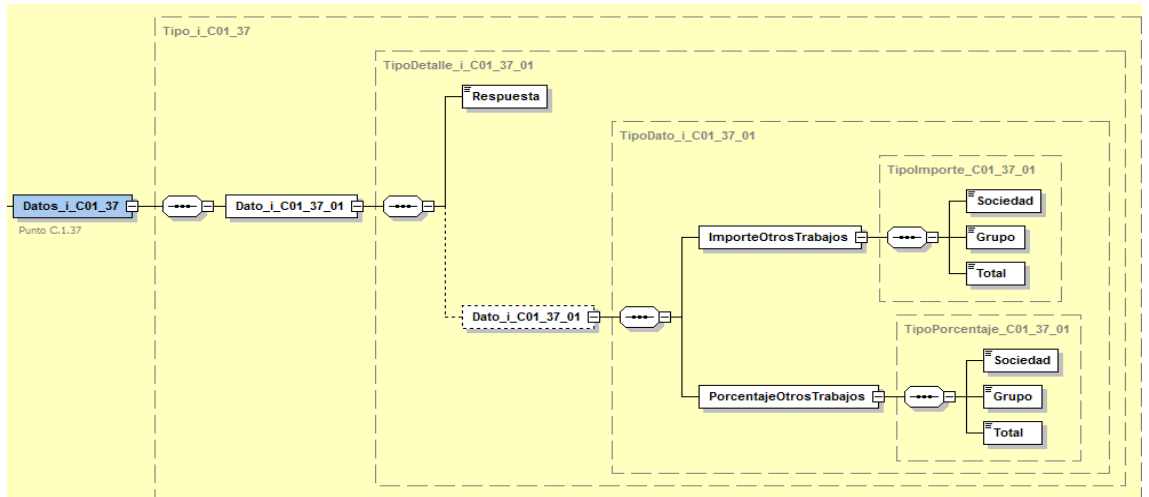 Tipo_i_C01_37
TipoDetalle_i_C01_37_01
Respuesta
TipoDato_i_C01_37_01
TipoImporte_C01_37_01
Datos_i_C01_37
Punto C.1.37
Dato_i_C01_37_01
Sociedad
ImporteOtrosTrabajos
Grupo
Total
Dato_i_C01_37_01
TipoPorcentaje_C01_37_01
Sociedad
PorcentajeOtrosTrabajos
Grupo
Total